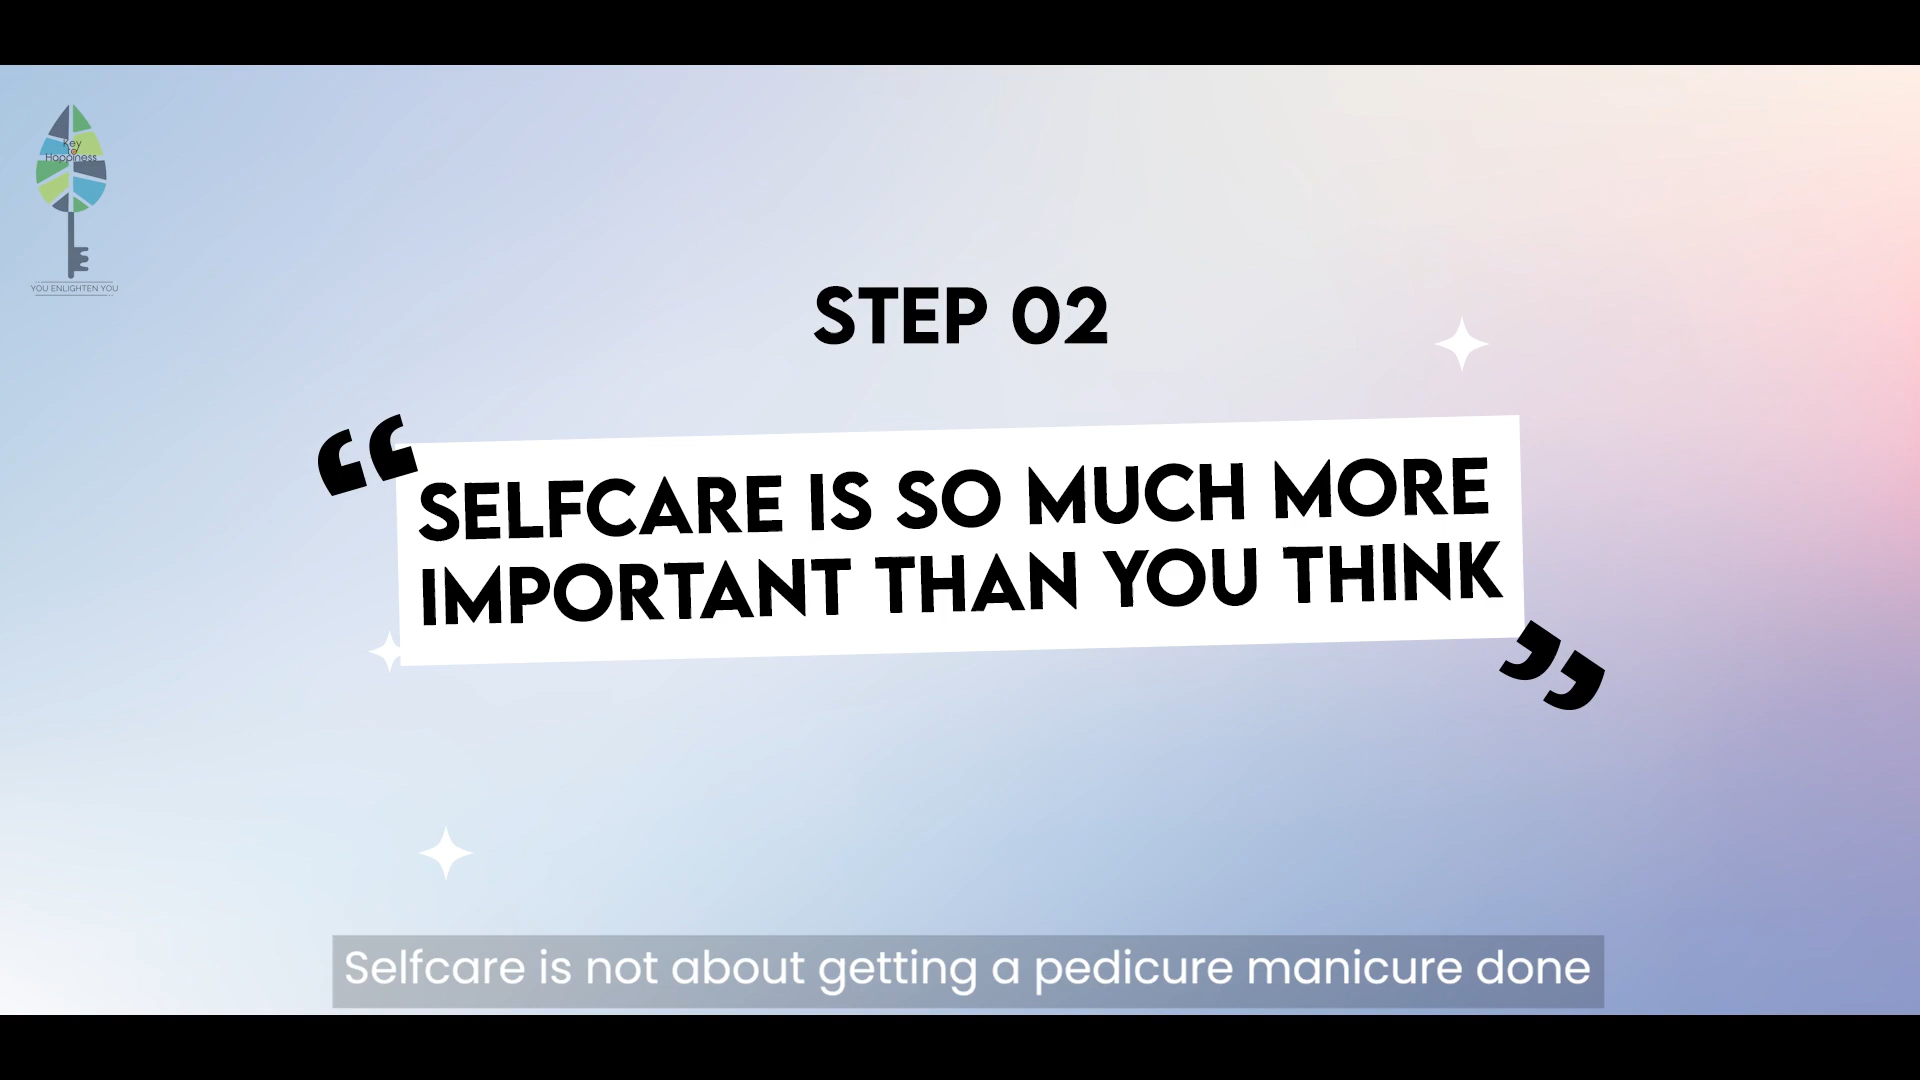 Key
to
Happiness
YOU ENLIGHTEN YOU
STEP 02
“SELFCARE IS SO MUCH MORE
IMPORTANT THAN YOU THINK”
Selfcare is not about getting a pedicure manicure done